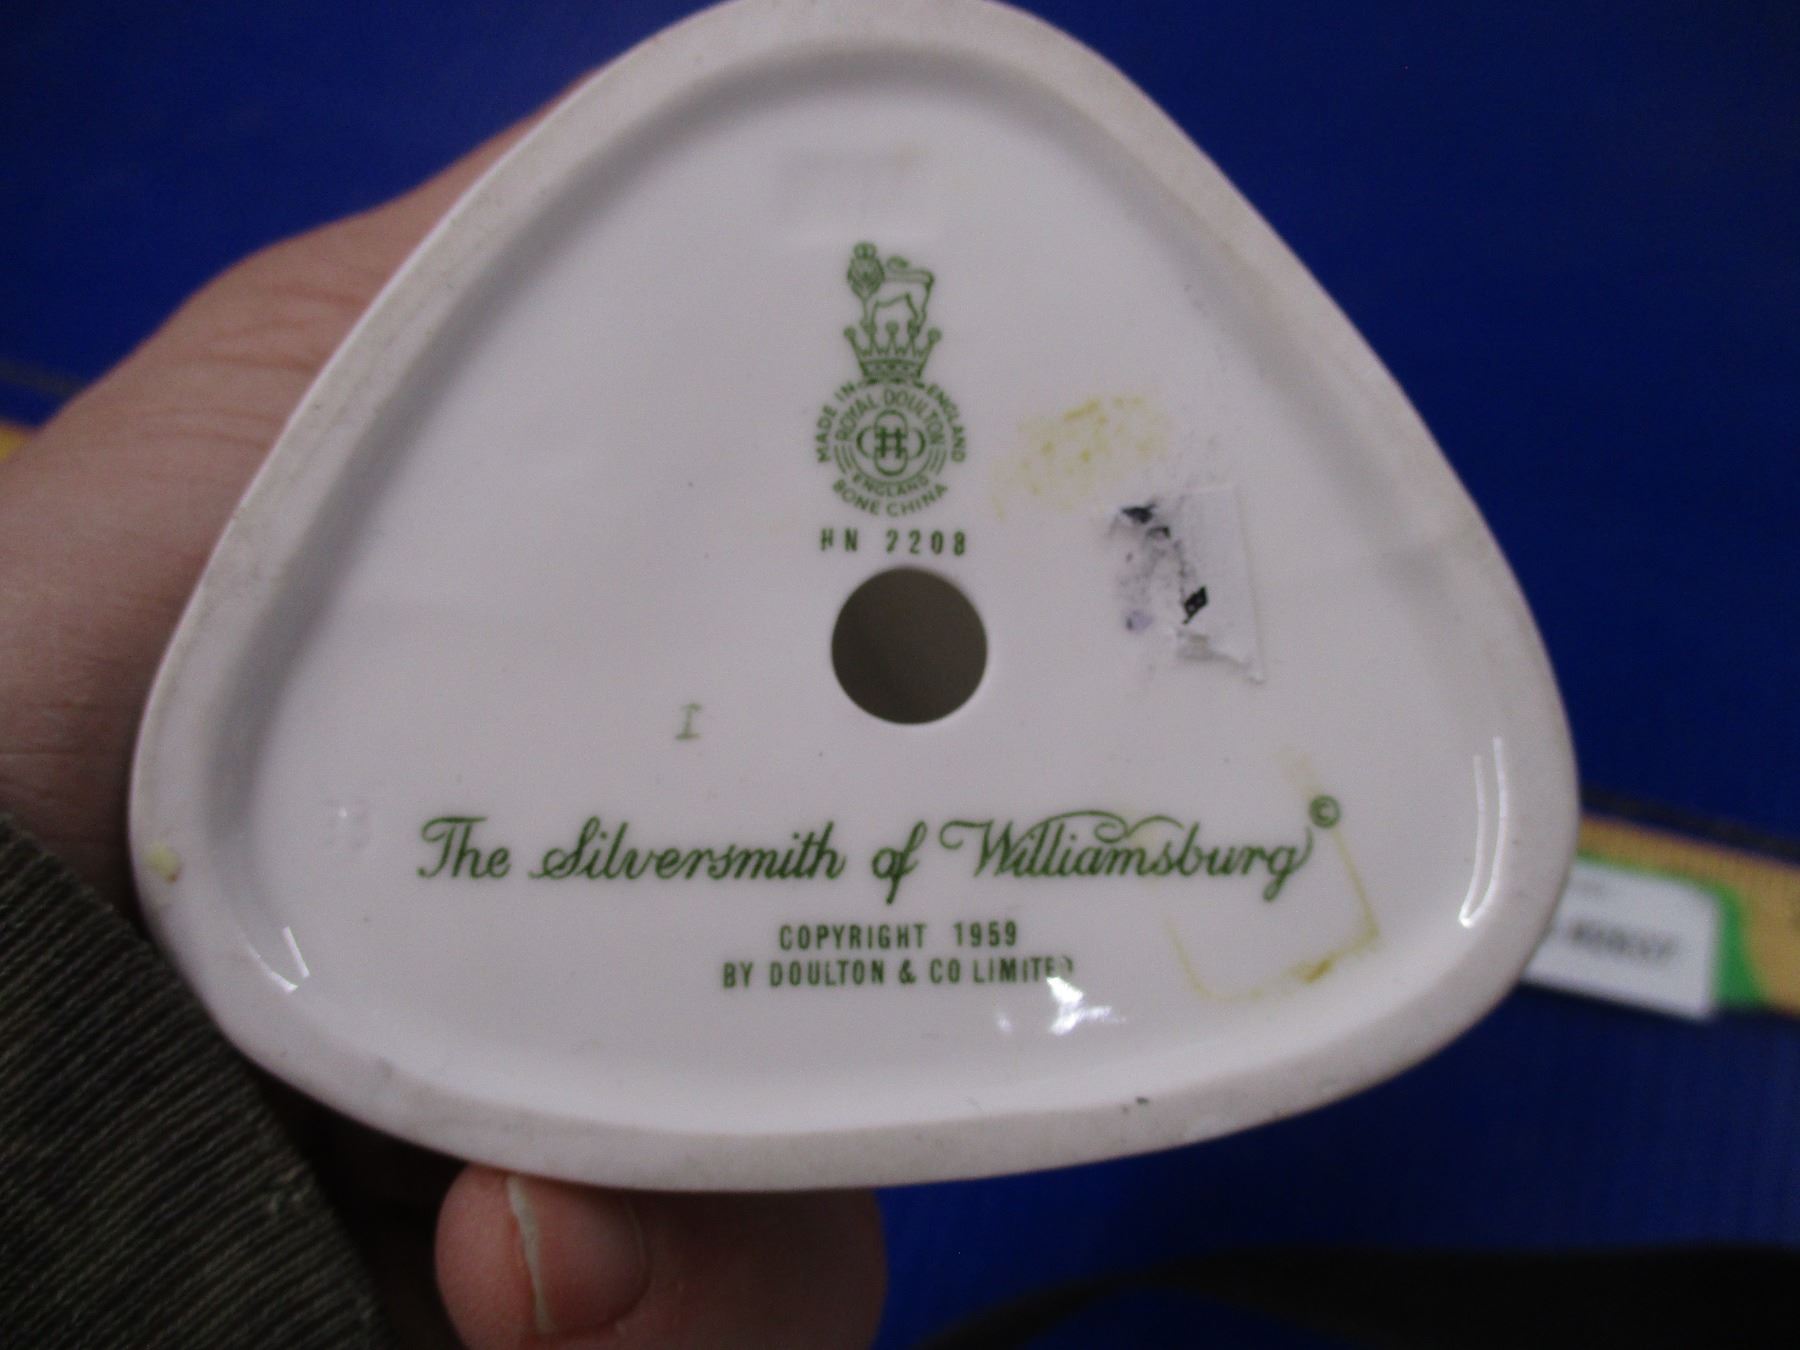 MADE IN ENGLAND
ROYAL DOULTON
ENGLAND
BONE CHINA
HN 2208
I
The Silversmith of Williamsburg ©
COPYRIGHT 1959
BY DOULTON & CO LIMITED